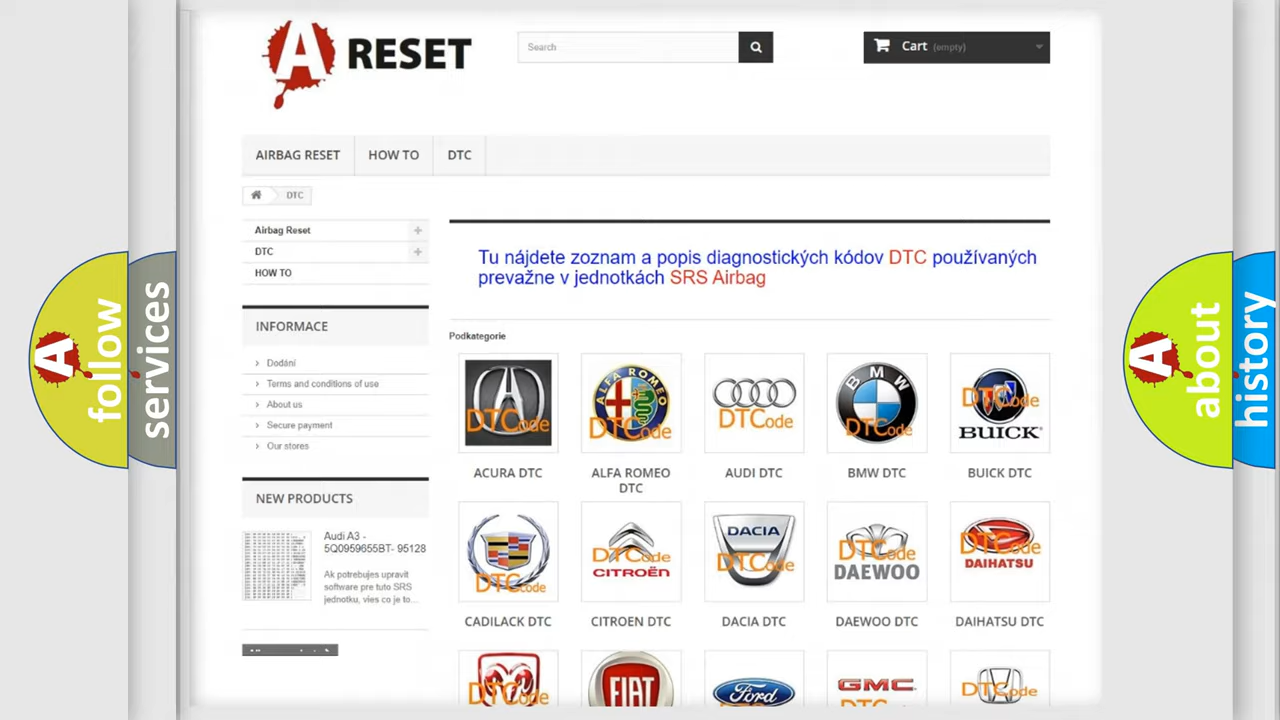 A RESET
Search
Cart (empty)
AIRBAG RESET
HOW TO
DTC
DTC
Airbag Reset
DTC
HOW TO
INFORMACE
Dodání
Terms and conditions of use
About us
Secure payment
Our stores
NEW PRODUCTS
Audi A3 -
5Q0959655BT- 95128
Ak potrebujes upravit
software pre tuto SRS
jednotku, vies co je to...
Tu nájdete zoznam a popis diagnostických kódov DTC používaných
prevažne v jednotkách SRS Airbag
Podkategorie
DTCode
ALFA ROMEO
DTCode
DTCode
BMW
DTCode
DTCode
BUICK
ACURA DTC
ALFA ROMEO
DTC
AUDI DTC
BMW DTC
BUICK DTC
DTCode
DTCode
CITROËN
DACIA
DTCode
DTCode
DAEWOO
DTCode
DAIHATSU
CADILACK DTC
CITROEN DTC
DACIA DTC
DAEWOO DTC
DAIHATSU DTC
DTCode
FIAT
Ford
GMC
DTCode
A follow
services
A about
history